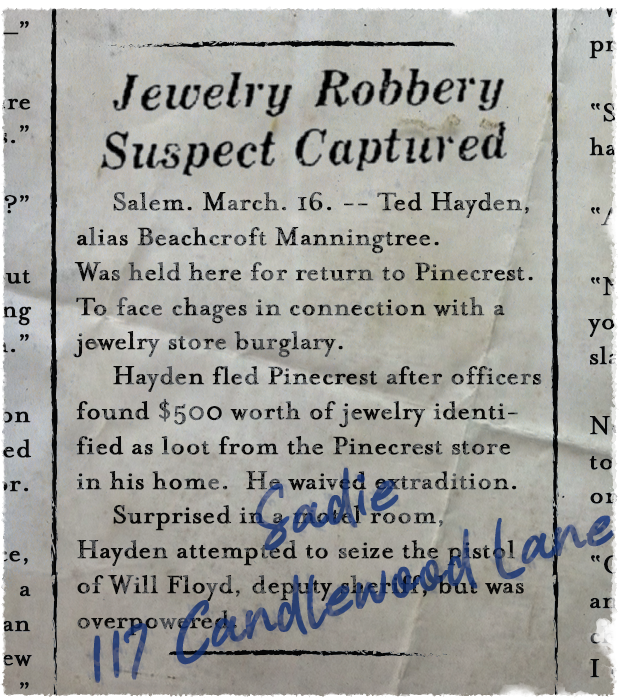 Jewelry Robbery
Suspect Captured
Salem. March. 16. -- Ted Hayden,
alias Beachcroft Manningtree.
Was held here for return to Pinecrest.
To face chages in connection with a
jewelry store burglary.
Hayden fled Pinecrest after officers
found $500 worth of jewelry identi-
fied as loot from the Pinecrest store
in his home. He waived extradition.
Surprised in a motel room,
Hayden attempted to seize the pistol
of Will Floyd, deputy sheriff, but was
overpowered.
Sadie
117 Candlewood Lane